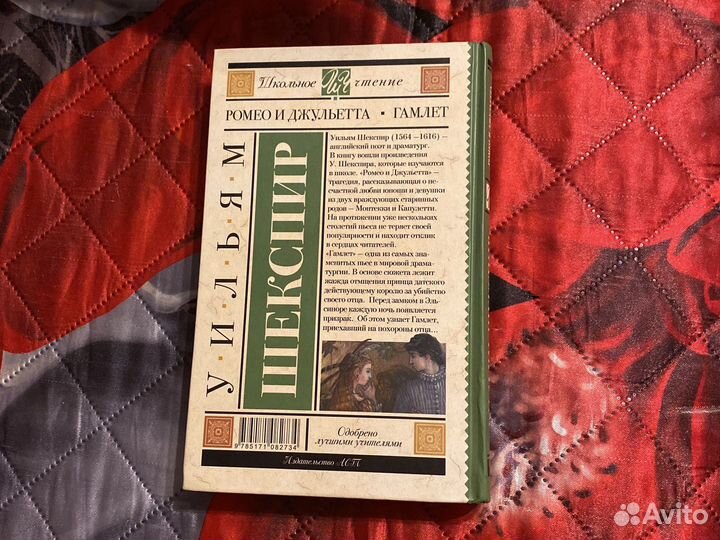 Школьное чтение
РОМЕО И ДЖУЛЬЕТТА • ГАМЛЕТ
УИЛЬЯМ
ШЕКСПИР
Уильям Шекспир (1564 –1616) –
английский поэт и драматург.
В книгу вошли произведения
У. Шекспира, которые изучаются
в школе. «Ромео и Джульетта» –
трагедия, рассказывающая о не-
счастной любви юноши и девушки
из двух враждующих старинных
родов – Монтекки и Капулетти.
На протяжении уже нескольких
столетий пьеса не теряет своей
популярности и находит отклик
в сердцах читателей.
«Гамлет» – одна из самых зна-
менитых пьес в мировой драма-
тургии. В основе сюжета лежит
жажда отмщения принца датского
действующему королю за убийство
своего отца. Перед замком в Эль-
синоре каждую ночь появляется
призрак. Об этом узнает Гамлет,
приехавший на похороны отца…
9 785171 082734
Одобрено
лучшими учителями
Издательство АСТ
Avito